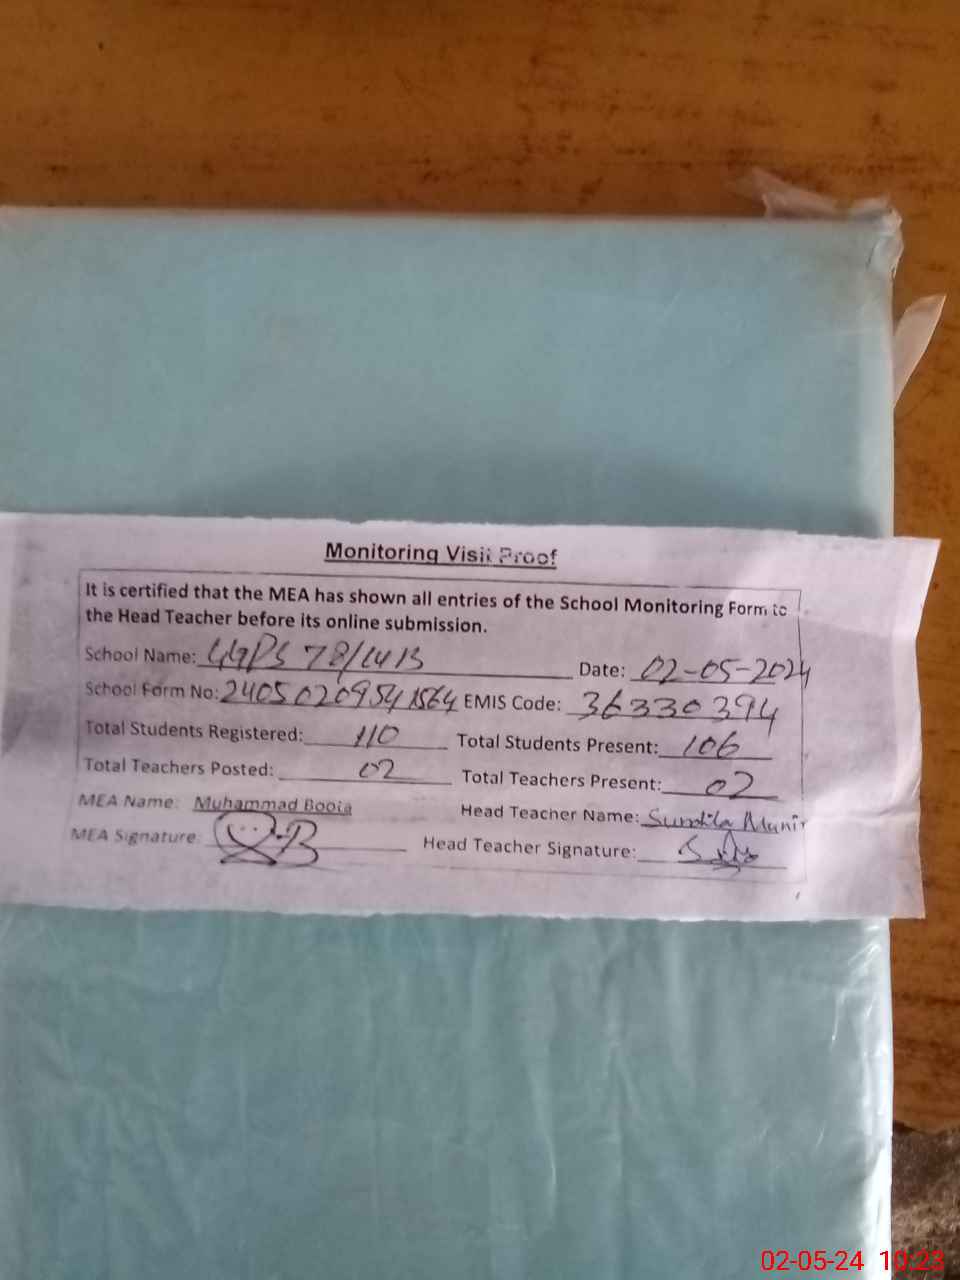 Monitoring Visit Proof
It is certified that the MEA has shown all entries of the School Monitoring Form to
the Head Teacher before its online submission.
School Name: GGPS 78/14B Date: 02-05-2024
School Form No: 24050209541564 EMIS Code: 36330394
Total Students Registered: 110 Total Students Present: 106
Total Teachers Posted: 02 Total Teachers Present: 02
MEA Name: Muhammad Boota Head Teacher Name: Sundila Munir
MEA Signature: Head Teacher Signature:
02-05-24 10:23